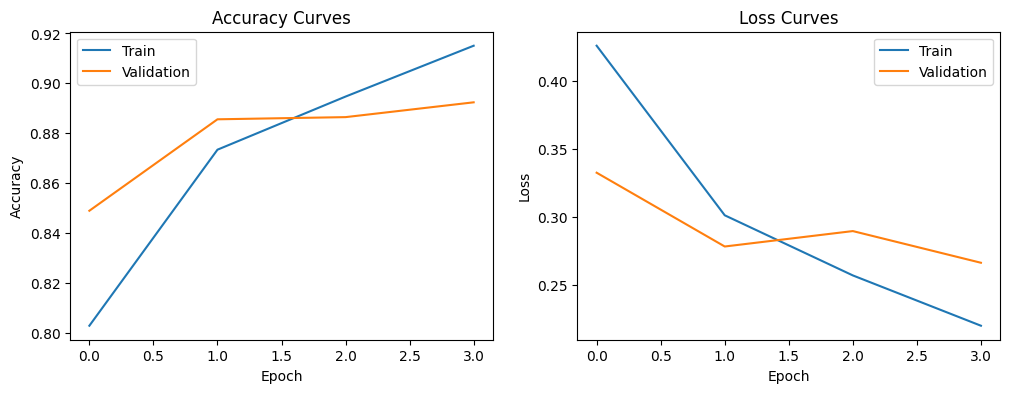 Accuracy Curves
Train
Validation
0.92
0.90
0.88
0.86
0.84
0.82
0.80
Accuracy
0.0 0.5 1.0 1.5 2.0 2.5 3.0
Epoch
Loss Curves
Train
Validation
0.40
0.35
0.30
0.25
Loss
0.0 0.5 1.0 1.5 2.0 2.5 3.0
Epoch